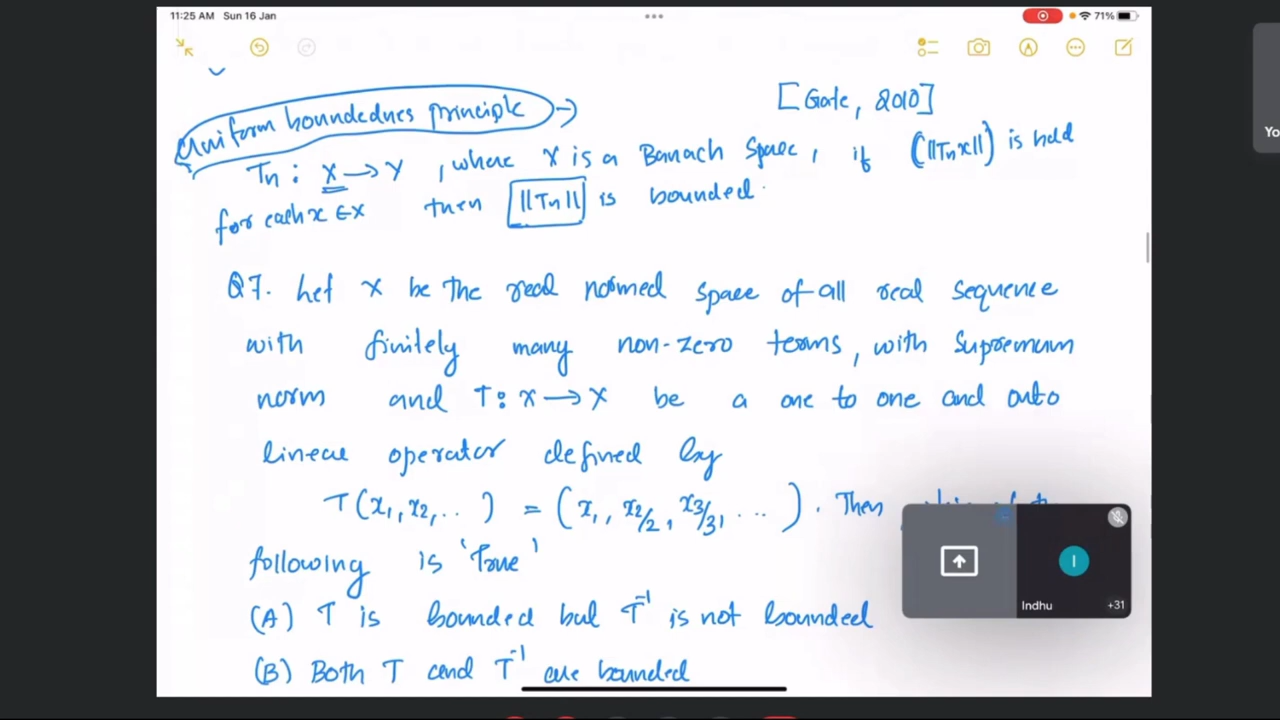 11:25 AM Sun 16 Jan
71%
Uniform boundednes principle → [Gate, 2010]
Tn : X → Y , where X is a Banach Space, if (||Tnx||) is bdd
for each x ∈ X then ||Tn|| is bounded.
Q7. Let X be the real normed space of all real sequence
with finitely many non-zero terms, with Supremum
norm and T: X → X be a one to one and onto
linear operator defined by
T(x₁, x₂, .. ) = (x₁, x₂/2, x₃/3, ... ). Then
following is 'True'
(A) T is bounded but T⁻¹ is not bounded
(B) Both T and T⁻¹ are bounded
Indhu +31
I
Yo